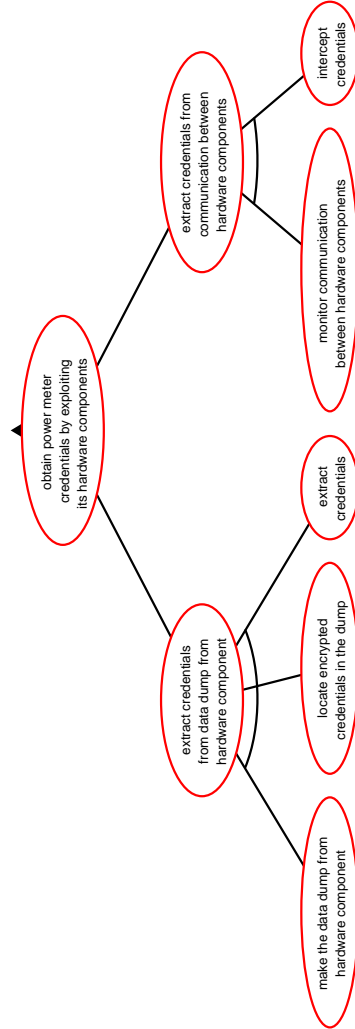 obtain power meter
credentials by exploiting
its hardware components
extract credentials
from data dump from
hardware component
extract credentials from
communication between
hardware components
make the data dump from
hardware component
locate encrypted
credentials in the dump
extract
credentials
monitor communication
between hardware components
intercept
credentials